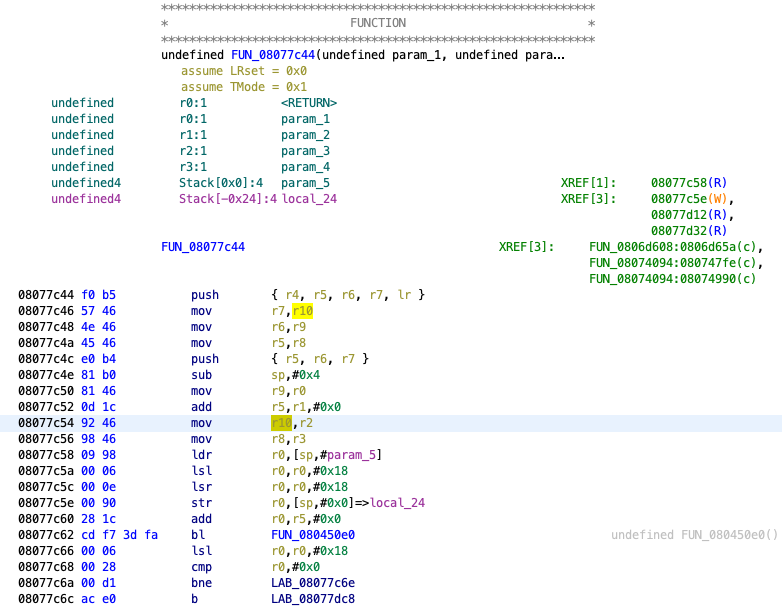 **************************************************************
* FUNCTION *
**************************************************************
undefined FUN_08077c44(undefined param_1, undefined para...
assume LRset = 0x0
assume TMode = 0x1
undefined r0:1 <RETURN>
undefined r0:1 param_1
undefined r1:1 param_2
undefined r2:1 param_3
undefined r3:1 param_4
undefined4 Stack[0x0]:4 param_5 XREF[1]: 08077c58(R)
undefined4 Stack[-0x24]:4 local_24 XREF[3]: 08077c5e(W),
08077d12(R),
08077d32(R)
FUN_08077c44 XREF[3]: FUN_0806d608:0806d65a(c),
FUN_08074094:080747fe(c),
FUN_08074094:08074990(c)
08077c44 f0 b5 push { r4, r5, r6, r7, lr }
08077c46 57 46 mov r7,r10
08077c48 4e 46 mov r6,r9
08077c4a 45 46 mov r5,r8
08077c4c e0 b4 push { r5, r6, r7 }
08077c4e 81 b0 sub sp,#0x4
08077c50 81 46 mov r9,r0
08077c52 0d 1c add r5,r1,#0x0
08077c54 92 46 mov r10,r2
08077c56 98 46 mov r8,r3
08077c58 09 98 ldr r0,[sp,#param_5]
08077c5a 00 06 lsl r0,r0,#0x18
08077c5c 00 0e lsr r0,r0,#0x18
08077c5e 00 90 str r0,[sp,#0x0]=>local_24
08077c60 28 1c add r0,r5,#0x0
08077c62 cd f7 3d fa bl FUN_080450e0 undefined FUN_080450e0()
08077c66 00 06 lsl r0,r0,#0x18
08077c68 00 28 cmp r0,#0x0
08077c6a 00 d1 bne LAB_08077c6e
08077c6c ac e0 b LAB_08077dc8